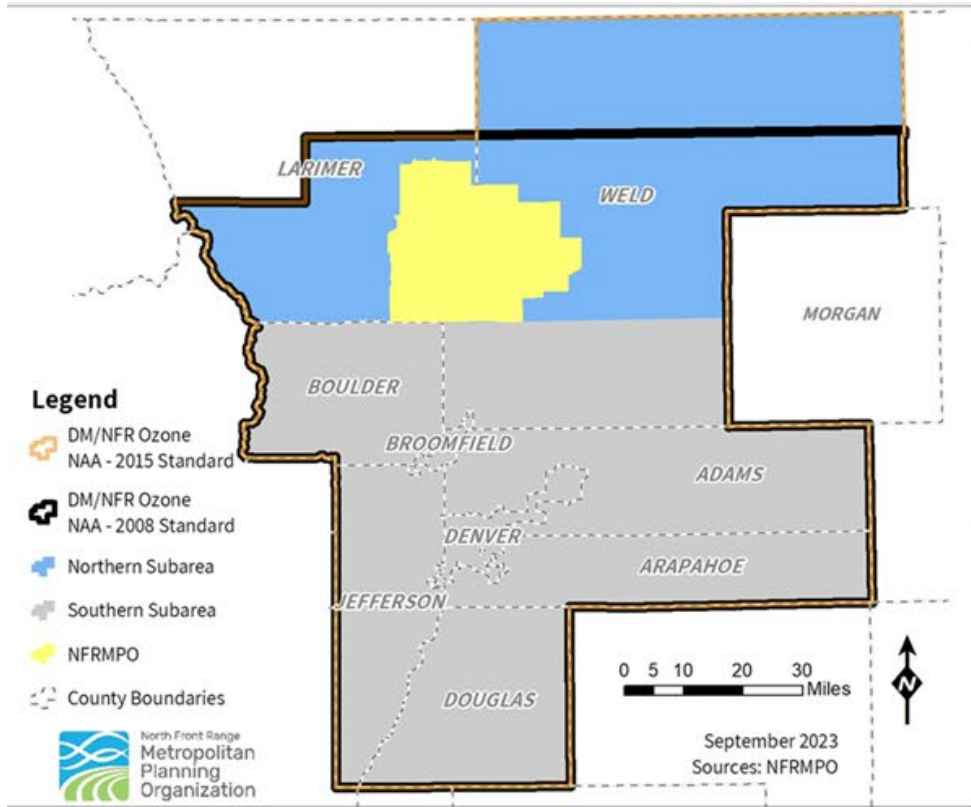 LARIMER
WELD
MORGAN
BOULDER
BROOMFIELD
ADAMS
DENVER
ARAPAHOE
JEFFERSON
DOUGLAS
Legend
DM/NFR Ozone
NAA - 2015 Standard
DM/NFR Ozone
NAA - 2008 Standard
Northern Subarea
Southern Subarea
NFRMPO
County Boundaries
North Front Range
Metropolitan
Planning
Organization
0 5 10 20 30
Miles
N
September 2023
Sources: NFRMPO